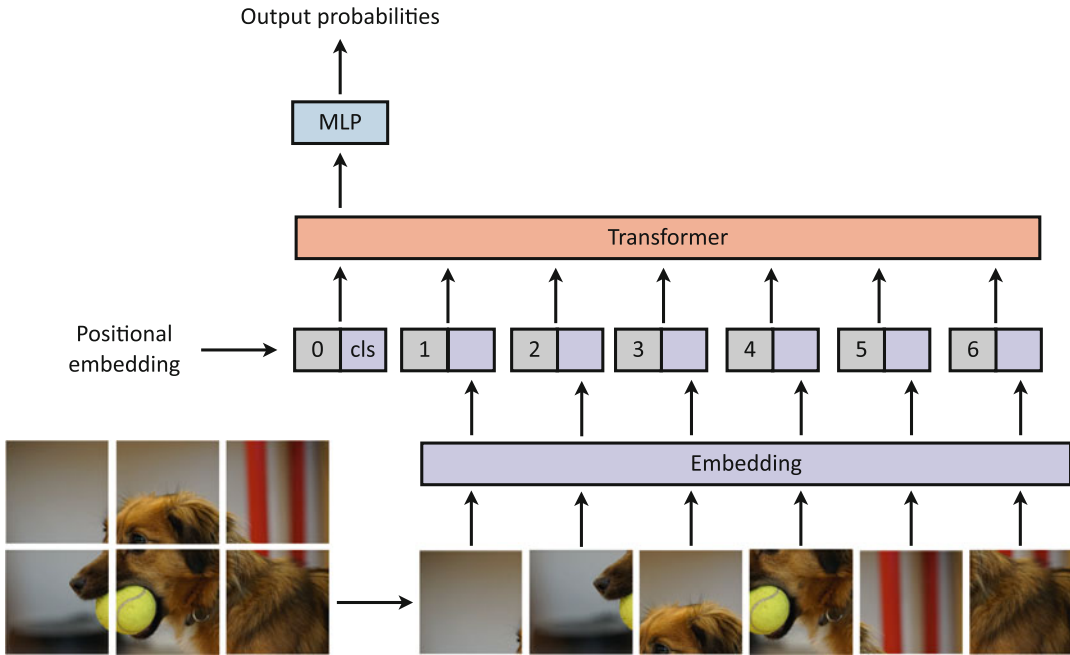 Output probabilities
MLP
Transformer
Positional
embedding
0 cls 1 2 3 4 5 6
Embedding